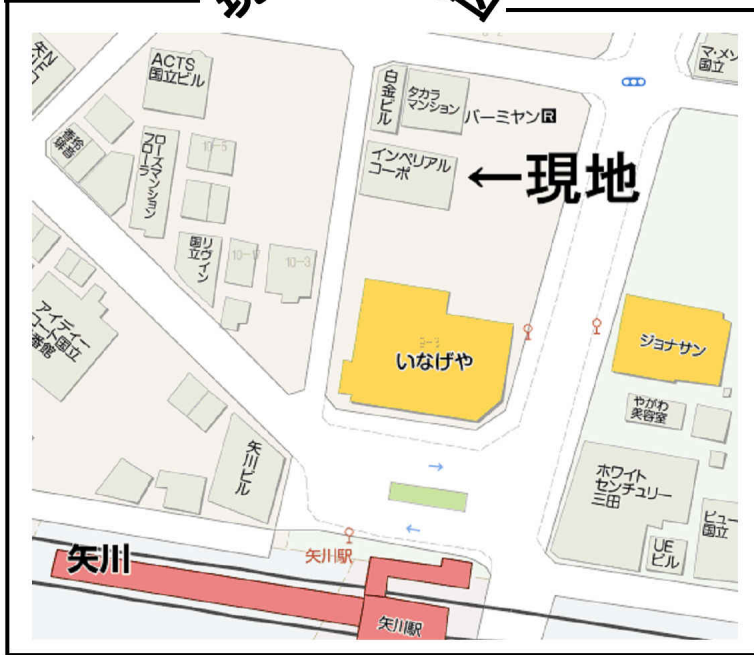 ACTS
国立ビル
白金ビル
タカラ
マンション
バーミヤンR
マ・メゾ
国立
ローズマンション
フローラ
10-5
インペリアル
コーポ
←現地
リヴィン
国立
10-3
アイディー
コート国立
番館
いなげや
ジョナサン
やがわ
美容室
矢川ビル
→
ホワイト
センチュリー
三田
ビュー
国立
←
UE
ビル
矢川駅
矢川
矢川駅